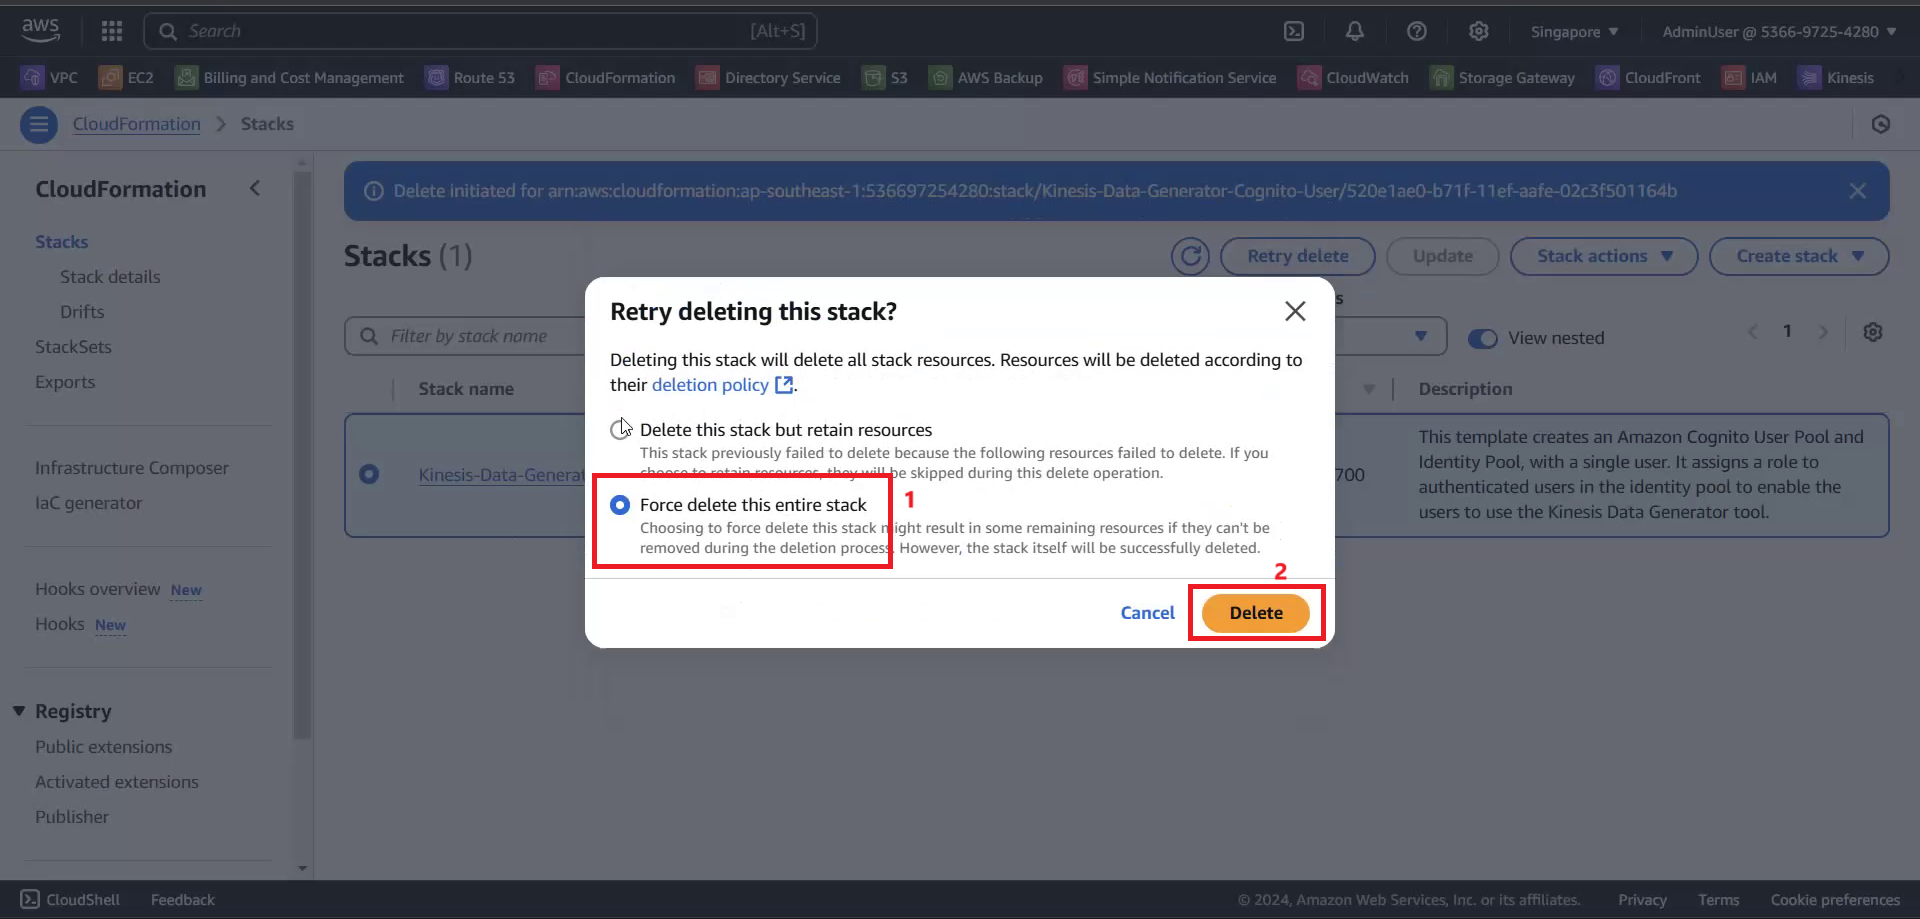 aws
Search
[Alt+S]
Singapore
AdminUser @ 5366-9725-4280
VPC
EC2
Billing and Cost Management
Route 53
CloudFormation
Directory Service
S3
AWS Backup
Simple Notification Service
CloudWatch
Storage Gateway
CloudFront
IAM
Kinesis
CloudFormation
Stacks
CloudFormation
Stacks
Stack details
Drifts
StackSets
Exports
Infrastructure Composer
IaC generator
Hooks overview New
Hooks New
Registry
Public extensions
Activated extensions
Publisher
Delete initiated for arn:aws:cloudformation:ap-southeast-1:536697254280:stack/Kinesis-Data-Generator-Cognito-User/520e1ae0-b71f-11ef-aafe-02c3f501164b
Stacks (1)
Retry delete
Update
Stack actions
Create stack
Filter by stack name
s
View nested
1
Stack name
Description
Kinesis-Data-Generat
700
This template creates an Amazon Cognito User Pool and
Identity Pool, with a single user. It assigns a role to
authenticated users in the identity pool to enable the
users to use the Kinesis Data Generator tool.
Retry deleting this stack?
Deleting this stack will delete all stack resources. Resources will be deleted according to
their deletion policy.
Delete this stack but retain resources
This stack previously failed to delete because the following resources failed to delete. If you
choose to retain resources, they will be skipped during this delete operation.
Force delete this entire stack
1
Choosing to force delete this stack might result in some remaining resources if they can't be
removed during the deletion process. However, the stack itself will be successfully deleted.
2
Cancel
Delete
CloudShell
Feedback
© 2024, Amazon Web Services, Inc. or its affiliates.
Privacy
Terms
Cookie preferences